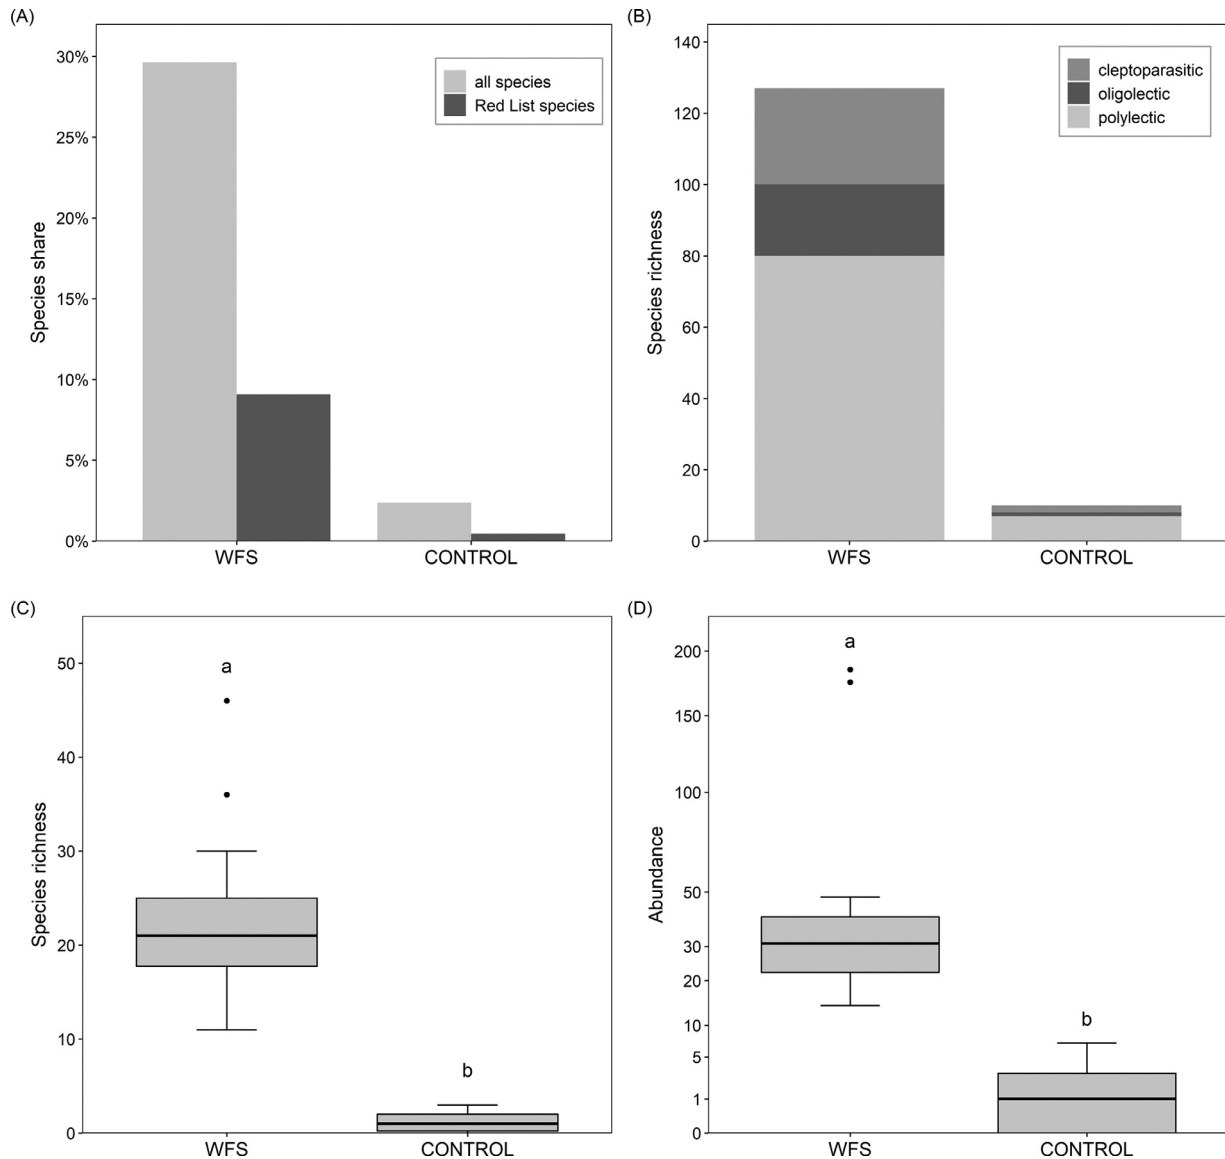 (A)
Species share
30%
25%
20%
15%
10%
5%
0%
all species
Red List species
WFS
CONTROL
(B)
Species richness
140
120
100
80
60
40
20
0
cleptoparasitic
oligolectic
polylectic
WFS
CONTROL
(C)
Species richness
50
40
30
20
10
0
a
b
WFS
CONTROL
(D)
Abundance
200
150
100
50
30
20
10
5
1
0
a
b
WFS
CONTROL